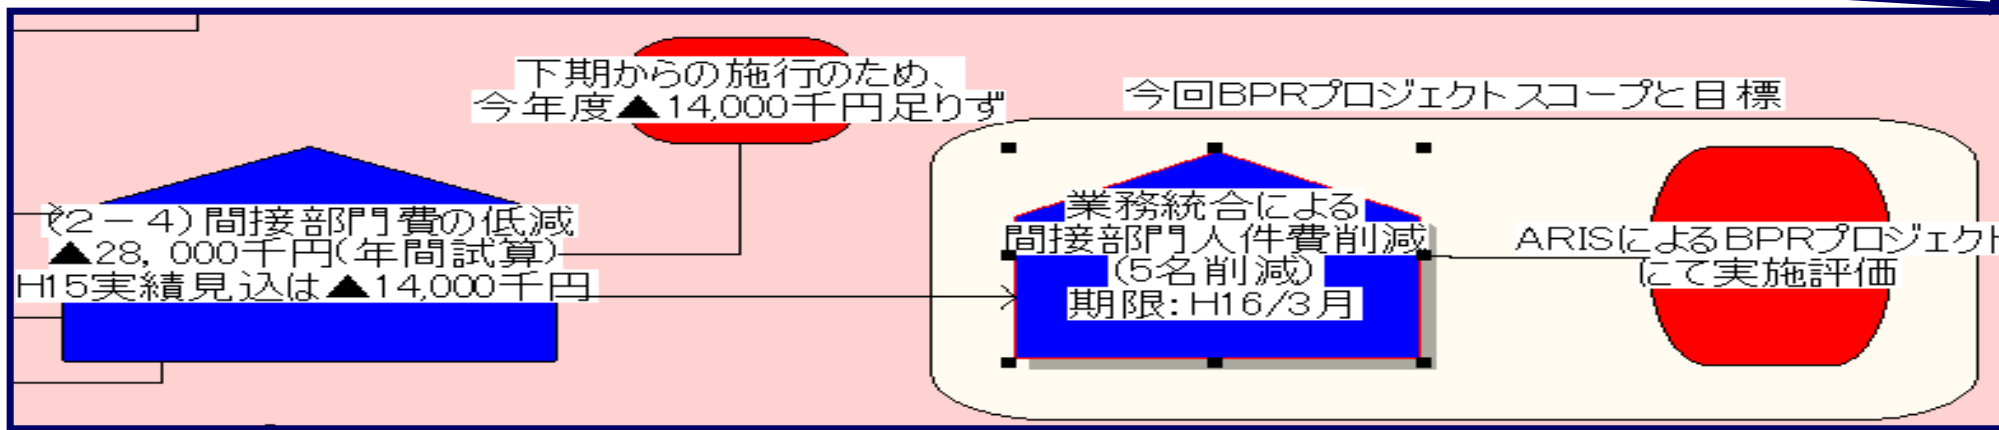 下期からの施行のため、
今年度▲14,000千円足りず
今回BPRプロジェクトスコープと目標
(2-4)間接部門費の低減
▲28,000千円(年間試算)
H15実績見込は▲14,000千円
業務統合による
間接部門人件費削減
(5名削減)
期限:H16/3月
ARISによるBPRプロジェクト
にて実施評価